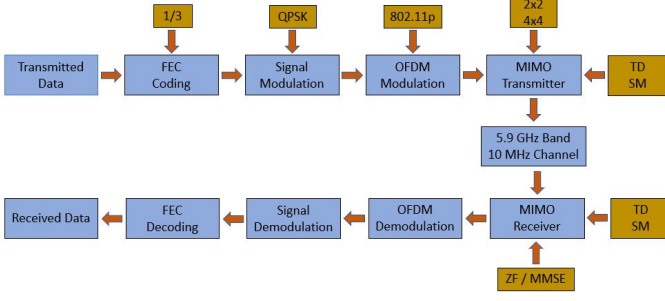 1/3
QPSK
802.11p
2x2
4x4
Transmitted
Data
FEC
Coding
Signal
Modulation
OFDM
Modulation
MIMO
Transmitter
TD
SM
5.9 GHz Band
10 MHz Channel
Received Data
FEC
Decoding
Signal
Demodulation
OFDM
Demodulation
MIMO
Receiver
TD
SM
ZF / MMSE